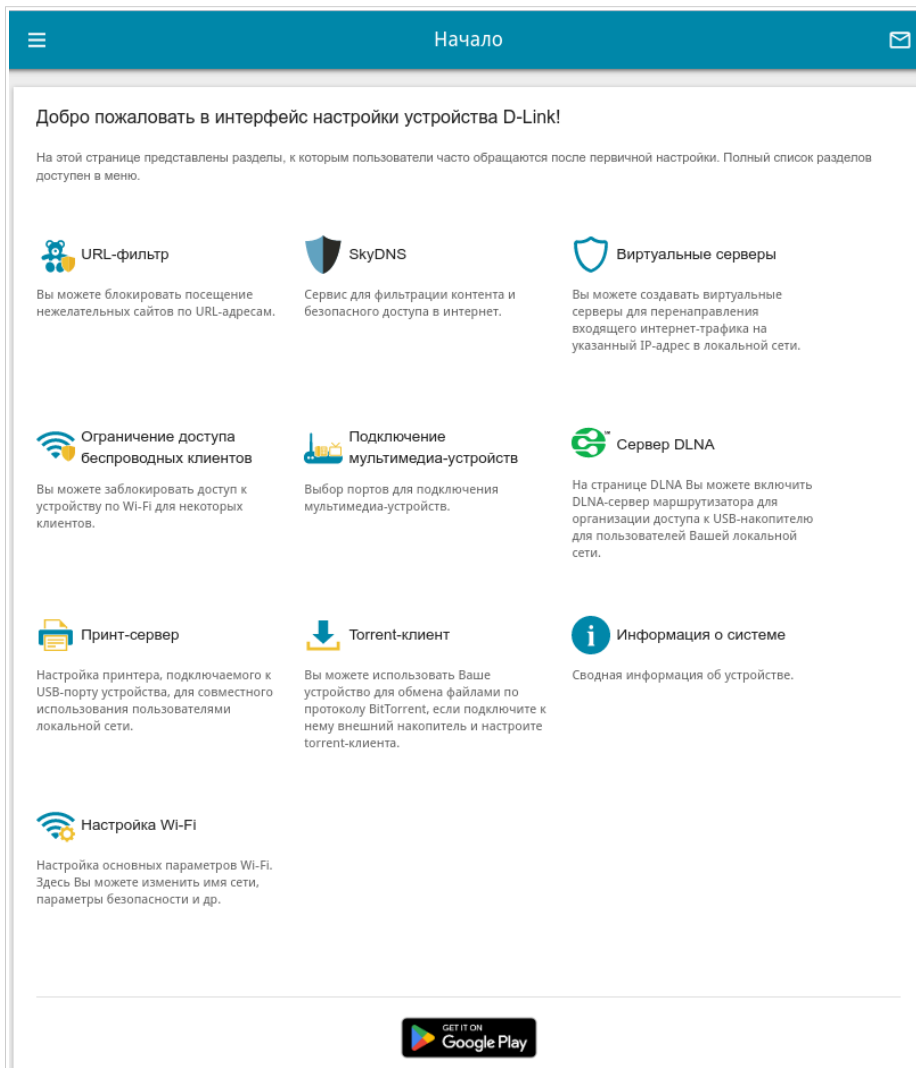 Начало
Добро пожаловать в интерфейс настройки устройства D-Link!
На этой странице представлены разделы, к которым пользователи часто обращаются после первичной настройки. Полный список разделов
доступен в меню.
URL-фильтр
Вы можете блокировать посещение
нежелательных сайтов по URL-адресам.
SkyDNS
Сервис для фильтрации контента и
безопасного доступа в интернет.
Виртуальные серверы
Вы можете создавать виртуальные
серверы для перенаправления
входящего интернет-трафика на
указанный IP-адрес в локальной сети.
Ограничение доступа
беспроводных клиентов
Вы можете заблокировать доступ к
устройству по Wi-Fi для некоторых
клиентов.
Подключение
мультимедиа-устройств
Выбор портов для подключения
мультимедиа-устройств.
Сервер DLNA
На странице DLNA Вы можете включить
DLNA-сервер маршрутизатора для
организации доступа к USB-накопителю
для пользователей Вашей локальной
сети.
Принт-сервер
Настройка принтера, подключаемого к
USB-порту устройства, для совместного
использования пользователями
локальной сети.
Torrent-клиент
Вы можете использовать Ваше
устройство для обмена файлами по
протоколу BitTorrent, если подключите к
нему внешний накопитель и настроите
torrent-клиента.
Информация о системе
Сводная информация об устройстве.
Настройка Wi-Fi
Настройка основных параметров Wi-Fi.
Здесь Вы можете изменить имя сети,
параметры безопасности и др.
GET IT ON
Google Play